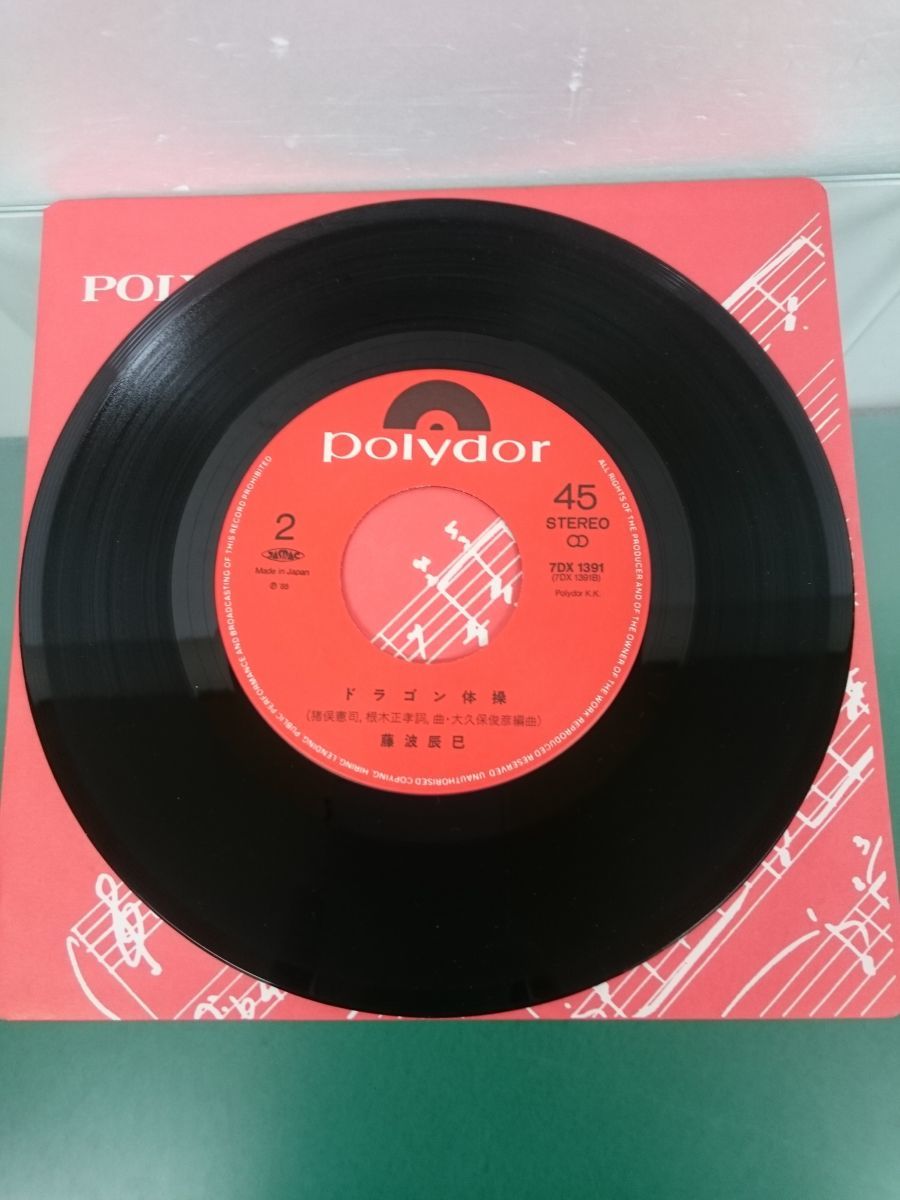 POLY
polydor
2
JASRAC
Made in Japan
℗ '85
45
STEREO
7DX 1391
(7DX 1391B)
Polydor K.K.
ドラゴン体操
(猪俣憲司, 根木正孝詞, 曲・大久保俊彦編曲)
藤波辰巳
ALL RIGHTS OF THE PRODUCER AND OF THE OWNER OF THE WORK REPRODUCED RESERVED UNAUTHORISED COPYING, HIRING, LENDING, PUBLIC PERFORMANCE AND BROADCASTING OF THIS RECORD PROHIBITED